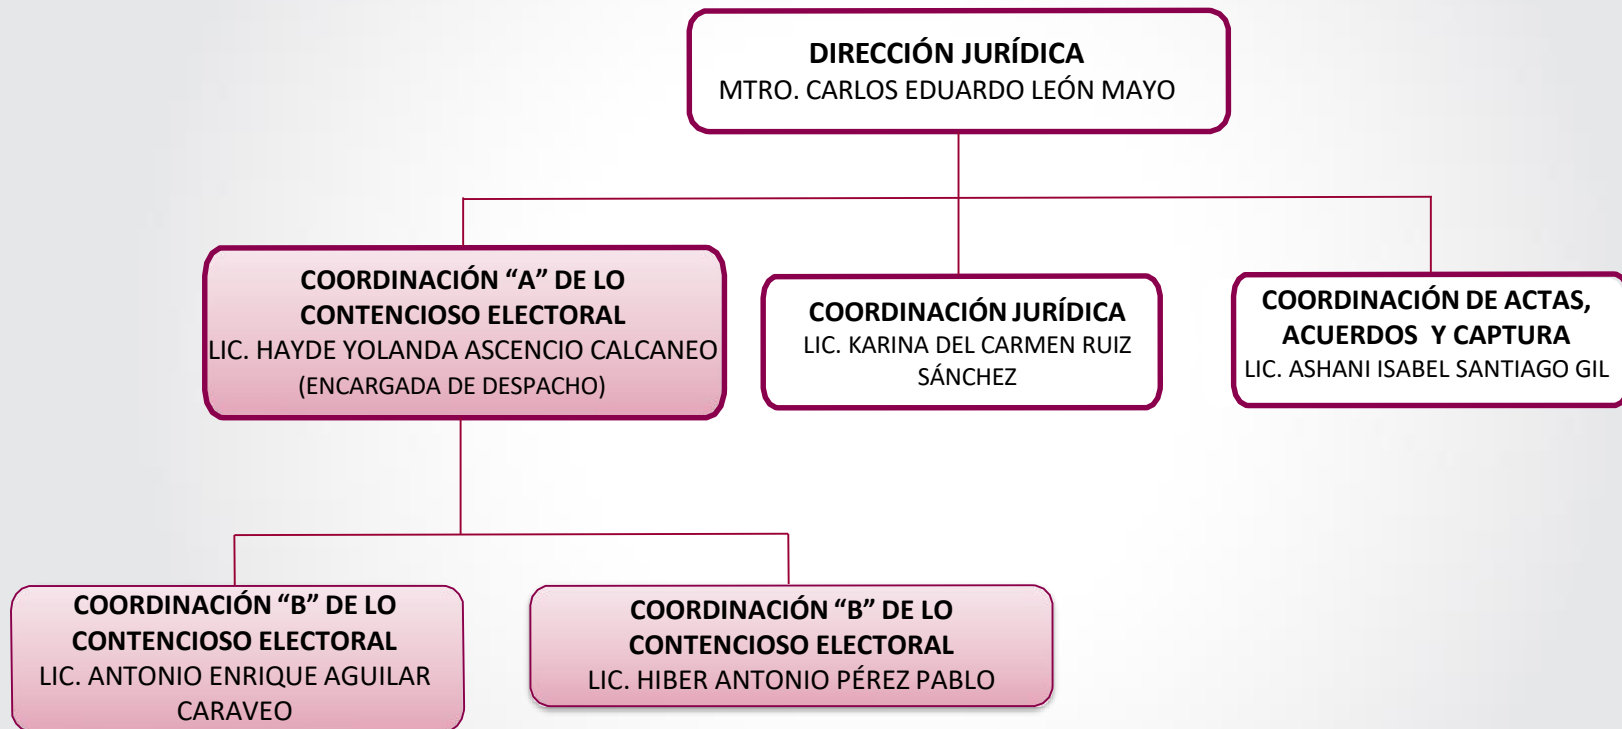 DIRECCIÓN JURÍDICA
MTRO. CARLOS EDUARDO LEÓN MAYO
COORDINACIÓN “A” DE LO
CONTENCIOSO ELECTORAL
LIC. HAYDE YOLANDA ASCENCIO CALCANEO
(ENCARGADA DE DESPACHO)
COORDINACIÓN JURÍDICA
LIC. KARINA DEL CARMEN RUIZ
SÁNCHEZ
COORDINACIÓN DE ACTAS,
ACUERDOS Y CAPTURA
LIC. ASHANI ISABEL SANTIAGO GIL
COORDINACIÓN “B” DE LO
CONTENCIOSO ELECTORAL
LIC. ANTONIO ENRIQUE AGUILAR
CARAVEO
COORDINACIÓN “B” DE LO
CONTENCIOSO ELECTORAL
LIC. HIBER ANTONIO PÉREZ PABLO